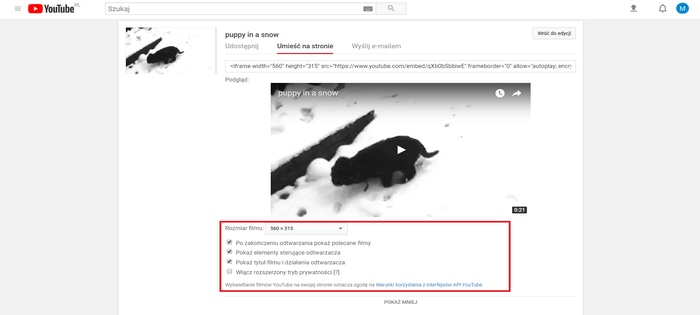 YouTube PL
Szukaj
M
puppy in a snow
Wróć do edycji
Udostępnij Umieść na stronie Wyślij e-mailem
<iframe width="560" height="315" src="https://www.youtube.com/embed/qXb0bSbbiwE" frameborder="0" allow="autoplay; encry
Podgląd:
puppy in a snow
0:21
Rozmiar filmu: 560 × 315
Po zakończeniu odtwarzania pokaż polecane filmy
Pokaż elementy sterujące odtwarzacza
Pokaż tytuł filmu i działania odtwarzacza
Włącz rozszerzony tryb prywatności [?]
Wyświetlanie filmów YouTube na swojej stronie oznacza zgodę na Warunki korzystania z interfejsów API YouTube.
POKAŻ MNIEJ